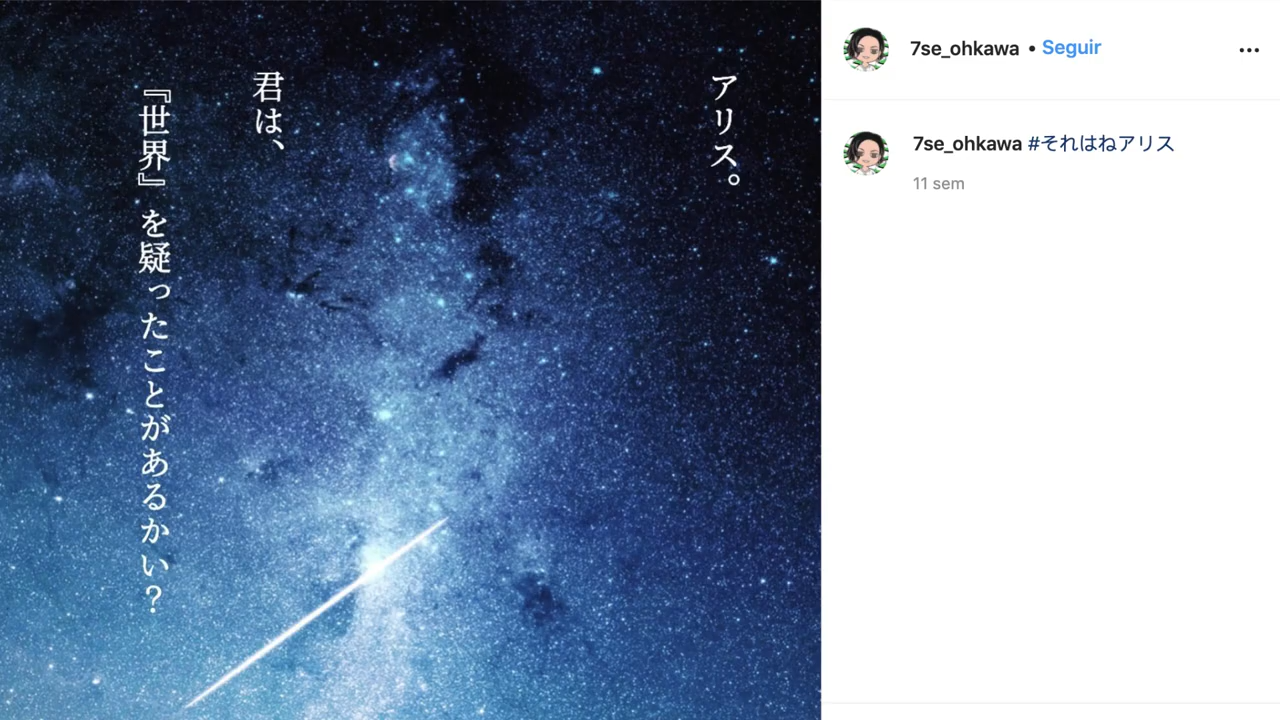 アリス。
君は、
『世界』を疑ったことがあるかい？
7se_ohkawa • Seguir
7se_ohkawa #それはねアリス
11 sem